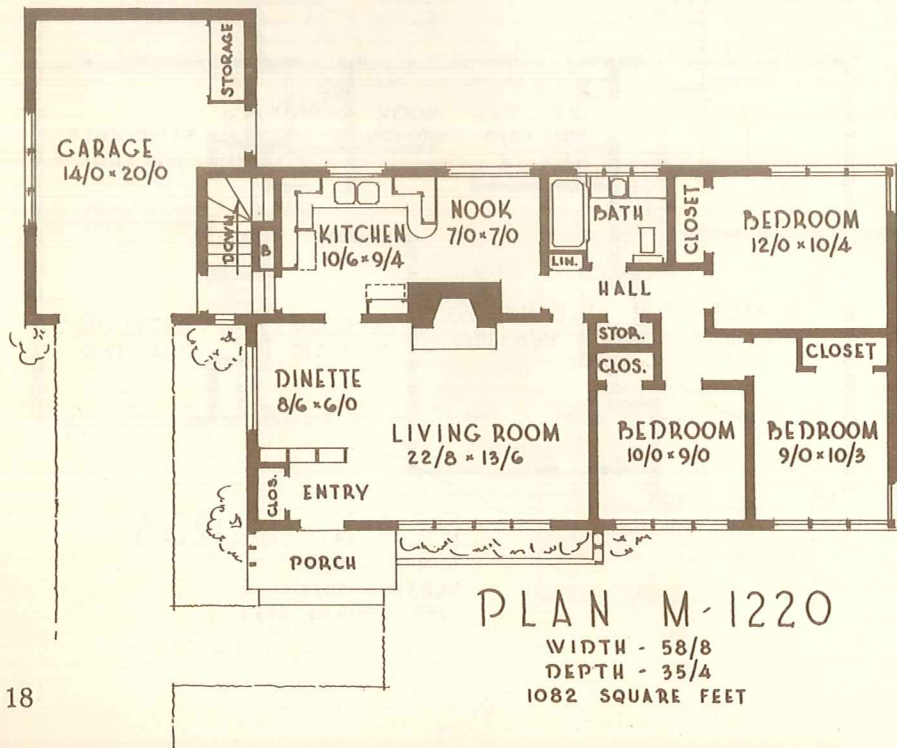 STORAGE
GARAGE
14/0 × 20/0
DOWN
B
KITCHEN
10/6 × 9/4
NOOK
7/0 × 7/0
BATH
LIN.
CLOSET
BEDROOM
12/0 × 10/4
HALL
STOR.
CLOS.
CLOSET
DINETTE
8/6 × 6/0
LIVING ROOM
22/8 × 13/6
BEDROOM
10/0 × 9/0
BEDROOM
9/0 × 10/3
CLOS.
ENTRY
PORCH
PLAN M-1220
WIDTH - 58/8
DEPTH - 35/4
1082 SQUARE FEET
18